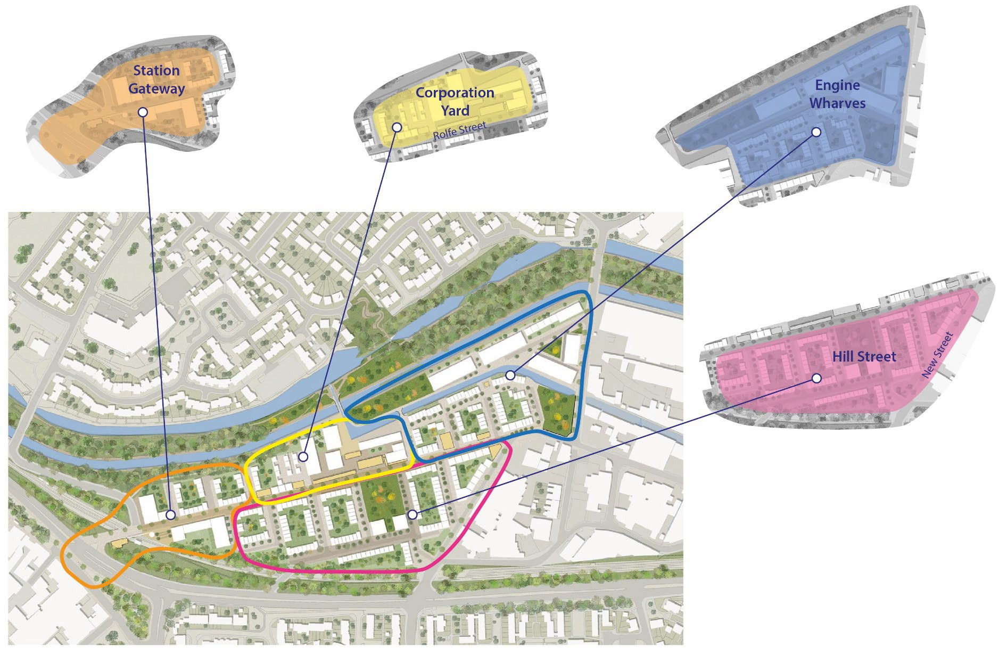 Station
Gateway
Corporation
Yard
Rolfe Street
Engine
Wharves
Hill Street
New Street